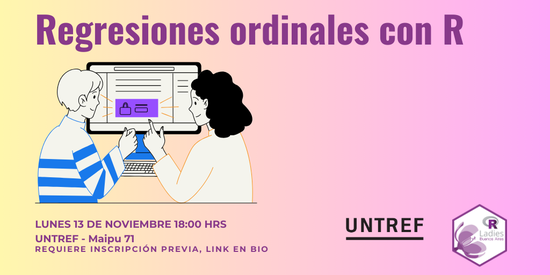 Regresiones ordinales con R
LUNES 13 DE NOVIEMBRE 18:00 HRS
UNTREF - Maipu 71
REQUIERE INSCRIPCIÓN PREVIA, LINK EN BIO
UNTREF
R
Ladies
Buenos Aires